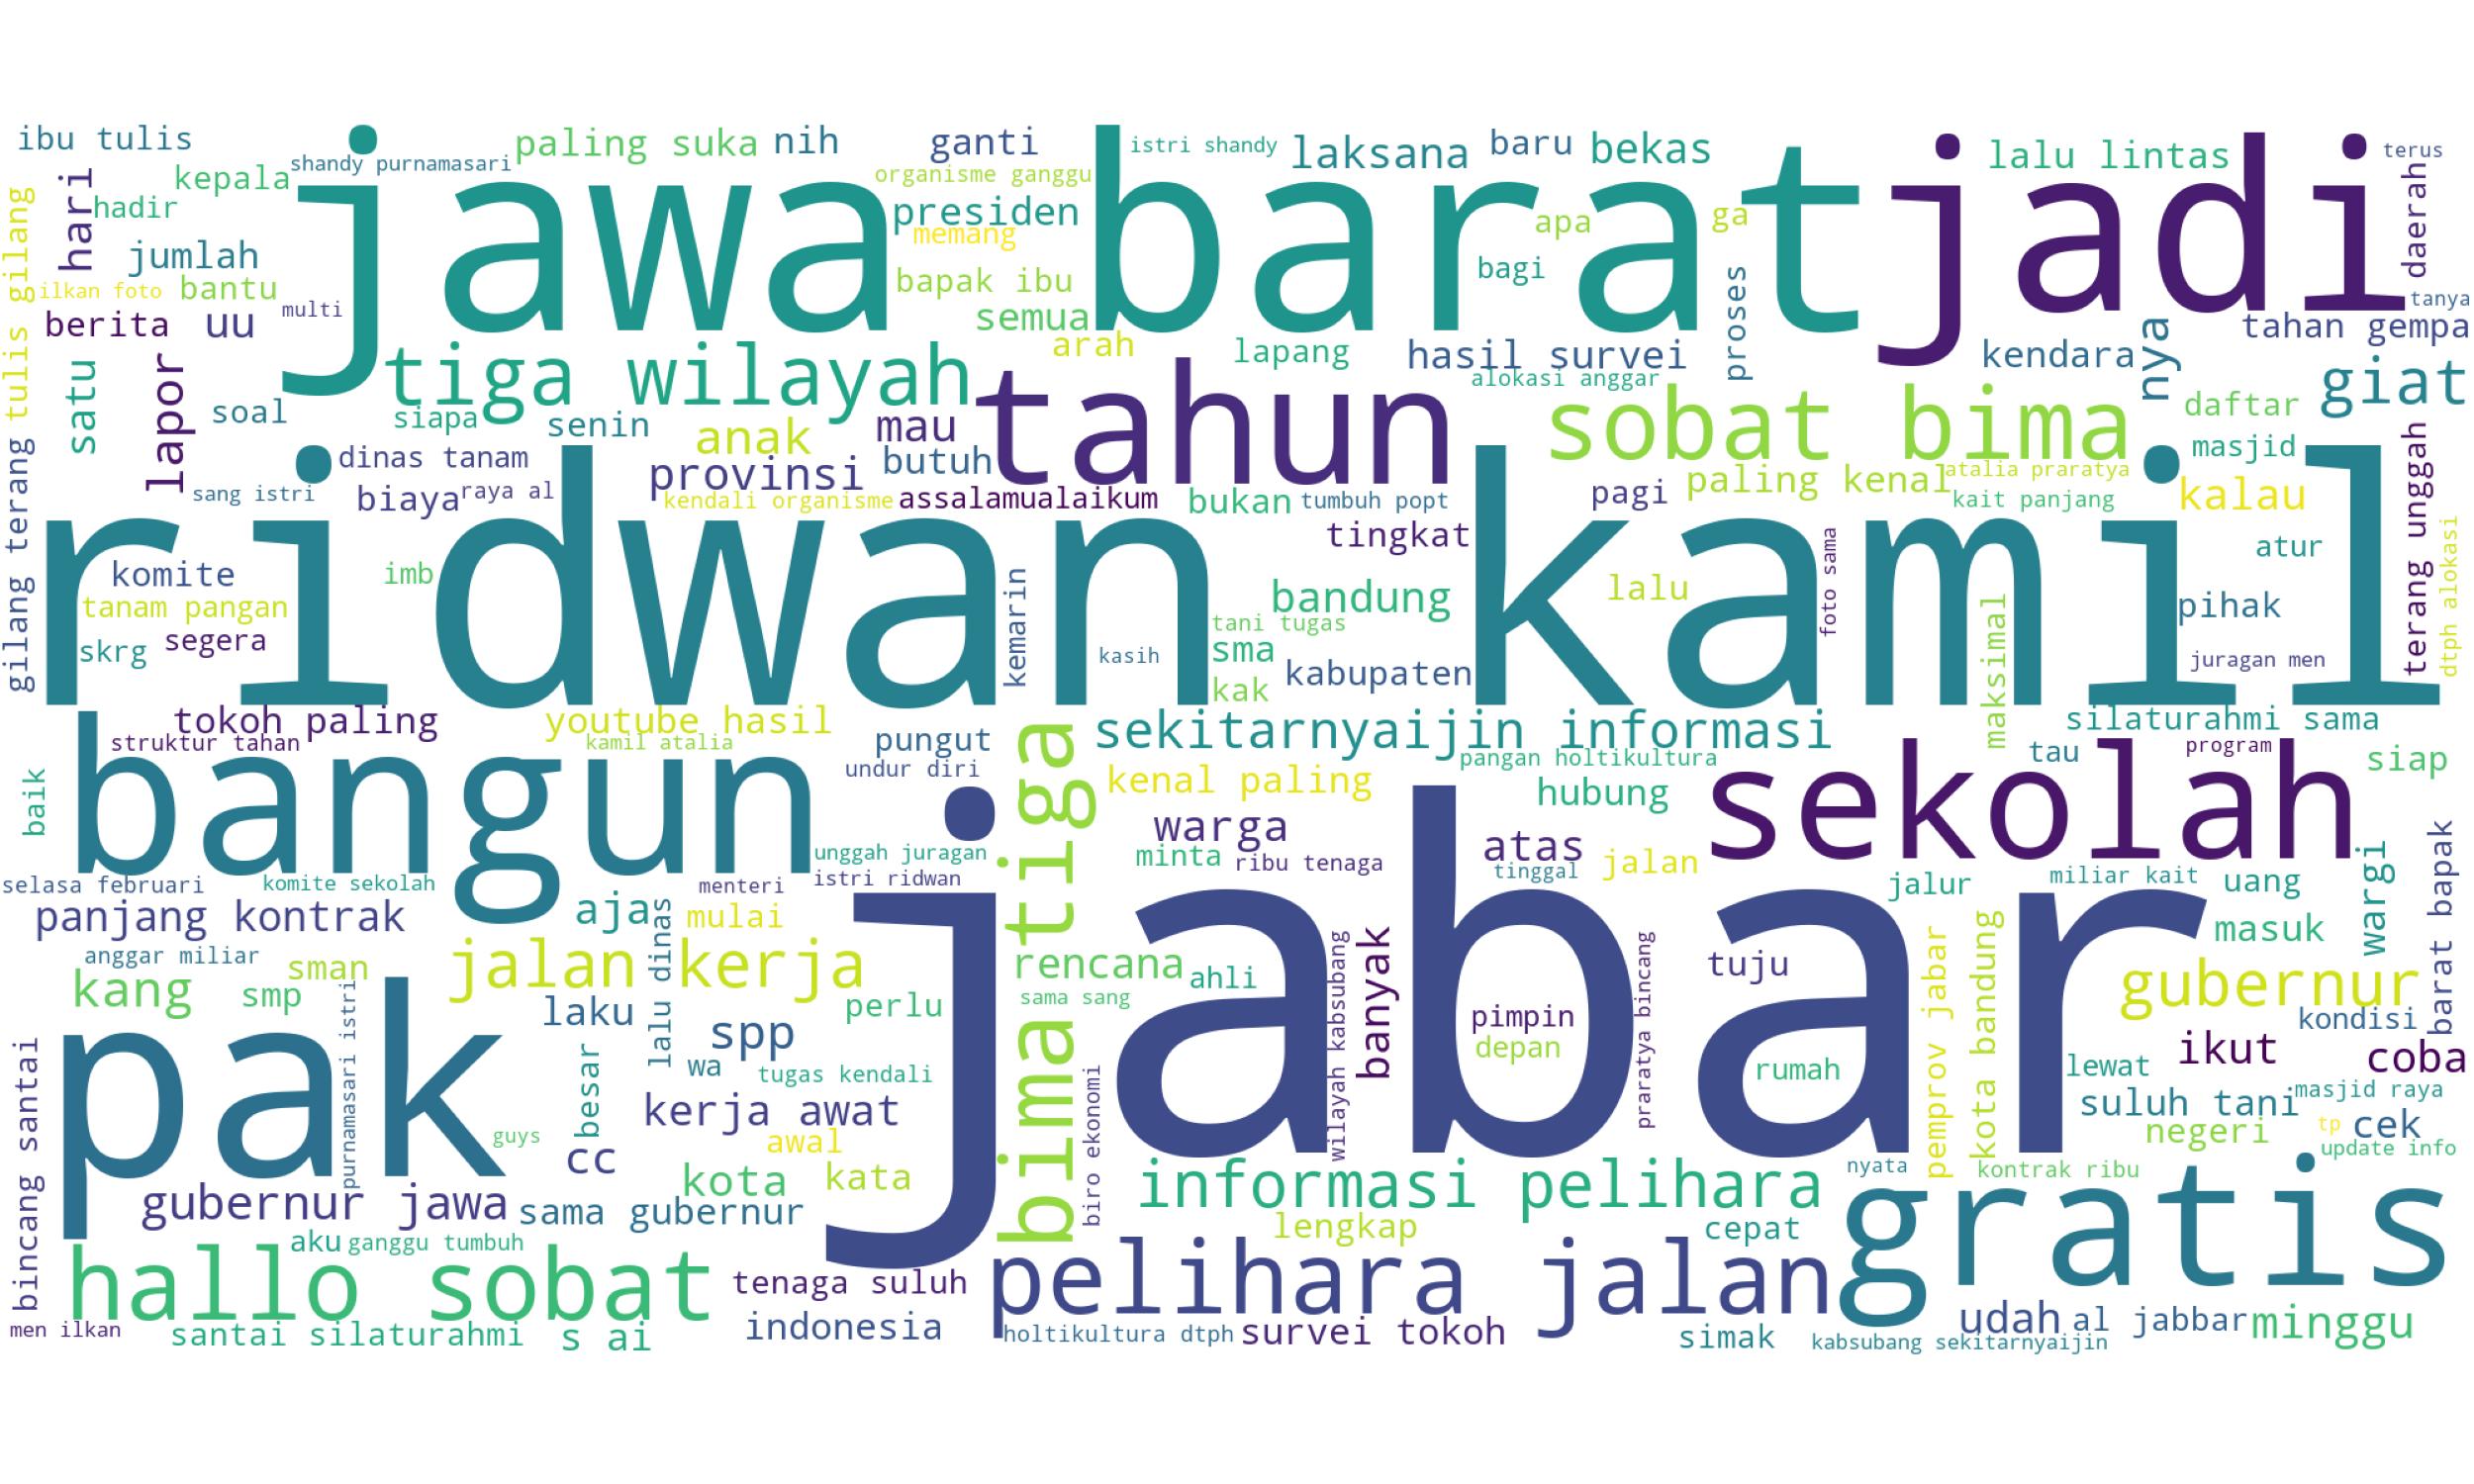 ibu tulis
jawa barat
paling suka
nih
ganti
istri shandy
laksana
baru
bekas
jadi
lalu lintas
terus
kepala
shandy purnamasari
organisme ganggu
hari
hadir
presiden
apa
ga
daerah
memang
jumlah
bagi
ilkan foto
bantu
bapak ibu
proses
tanya
multi
semua
berita
uu
arah
tahan gempa
lapang
hasil survei
kendara
nya
tulis gilang
tiga wilayah
tahun
alokasi anggar
giat
satu
lapor
soal
siapa
senin
anak
mau
sobat bima
daftar
masjid
dinas tanam
provinsi
butuh
paling kenal
atalia praratya
sang istri
biaya
raya al
kendali organisme
assalamualaikum
bukan
tumbuh popt
pagi
kait panjang
kalau
ridwan kamil
tingkat
foto sama
atur
terang unggah
dtph alokasi
gilang terang
komite
imb
kemarin
bandung
lalu
tanam pangan
pihak
tani tugas
skrg
segera
kasih
sma
kabupaten
kak
maksimal
juragan men
tokoh paling
youtube hasil
sekitarnyaijin informasi
silaturahmi sama
struktur tahan
kamil atalia
pungut
tau
program
siap
bangun
undur diri
bima tiga
pangan holtikultura
sekolah
baik
kenal paling
hubung
warga
atas
unggah juragan
minta
ribu tenaga
jalan
tinggal
wargi
barat bapak
selasa februari
komite sekolah
menteri
istri ridwan
jabar
jalur
miliar kait
uang
panjang kontrak
aja
mulai
masuk
anggar miliar
lalu dinas
banyak
kang
sman
smp
jalan kerja
rencana
ahli
tuju
gubernur
pak
purnamasari istri
laku
perlu
sama sang
wilayah kabsubang
praratya bincang
pemprov jabar
kota bandung
kondisi
spp
pimpin
depan
ikut
coba
bincang santai
besar
wa
tugas kendali
biro ekonomi
rumah
lewat
masjid raya
kerja awat
suluh tani
tp
cek
guys
awal
negeri
update info
cc
kota
kata
informasi pelihara
nyata
kontrak ribu
gubernur jawa
sama gubernur
lengkap
cepat
gratis
aku
ganggu tumbuh
hallo sobat
tenaga suluh
pelihara jalan
men ilkan
santai silaturahmi
s ai
indonesia
holtikultura dtph
survei tokoh
simak
udah
al jabbar
minggu
kabsubang sekitarnyaijin